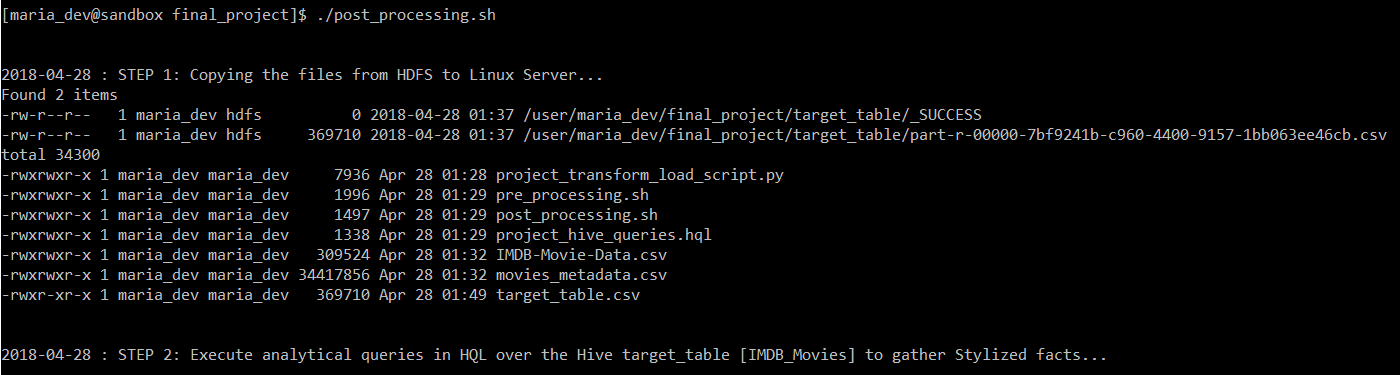 [maria_dev@sandbox final_project]$ ./post_processing.sh
2018-04-28 : STEP 1: Copying the files from HDFS to Linux Server...
Found 2 items
-rw-r--r--   1 maria_dev hdfs          0 2018-04-28 01:37 /user/maria_dev/final_project/target_table/_SUCCESS
-rw-r--r--   1 maria_dev hdfs     369710 2018-04-28 01:37 /user/maria_dev/final_project/target_table/part-r-00000-7bf9241b-c960-4400-9157-1bb063ee46cb.csv
total 34300
-rwxrwxr-x 1 maria_dev maria_dev     7936 Apr 28 01:28 project_transform_load_script.py
-rwxrwxr-x 1 maria_dev maria_dev     1996 Apr 28 01:29 pre_processing.sh
-rwxrwxr-x 1 maria_dev maria_dev     1497 Apr 28 01:29 post_processing.sh
-rwxrwxr-x 1 maria_dev maria_dev     1338 Apr 28 01:29 project_hive_queries.hql
-rwxrwxr-x 1 maria_dev maria_dev   309524 Apr 28 01:32 IMDB-Movie-Data.csv
-rwxrwxr-x 1 maria_dev maria_dev 34417856 Apr 28 01:32 movies_metadata.csv
-rwxr-xr-x 1 maria_dev maria_dev   369710 Apr 28 01:49 target_table.csv
2018-04-28 : STEP 2: Execute analytical queries in HQL over the Hive target_table [IMDB_Movies] to gather Stylized facts...